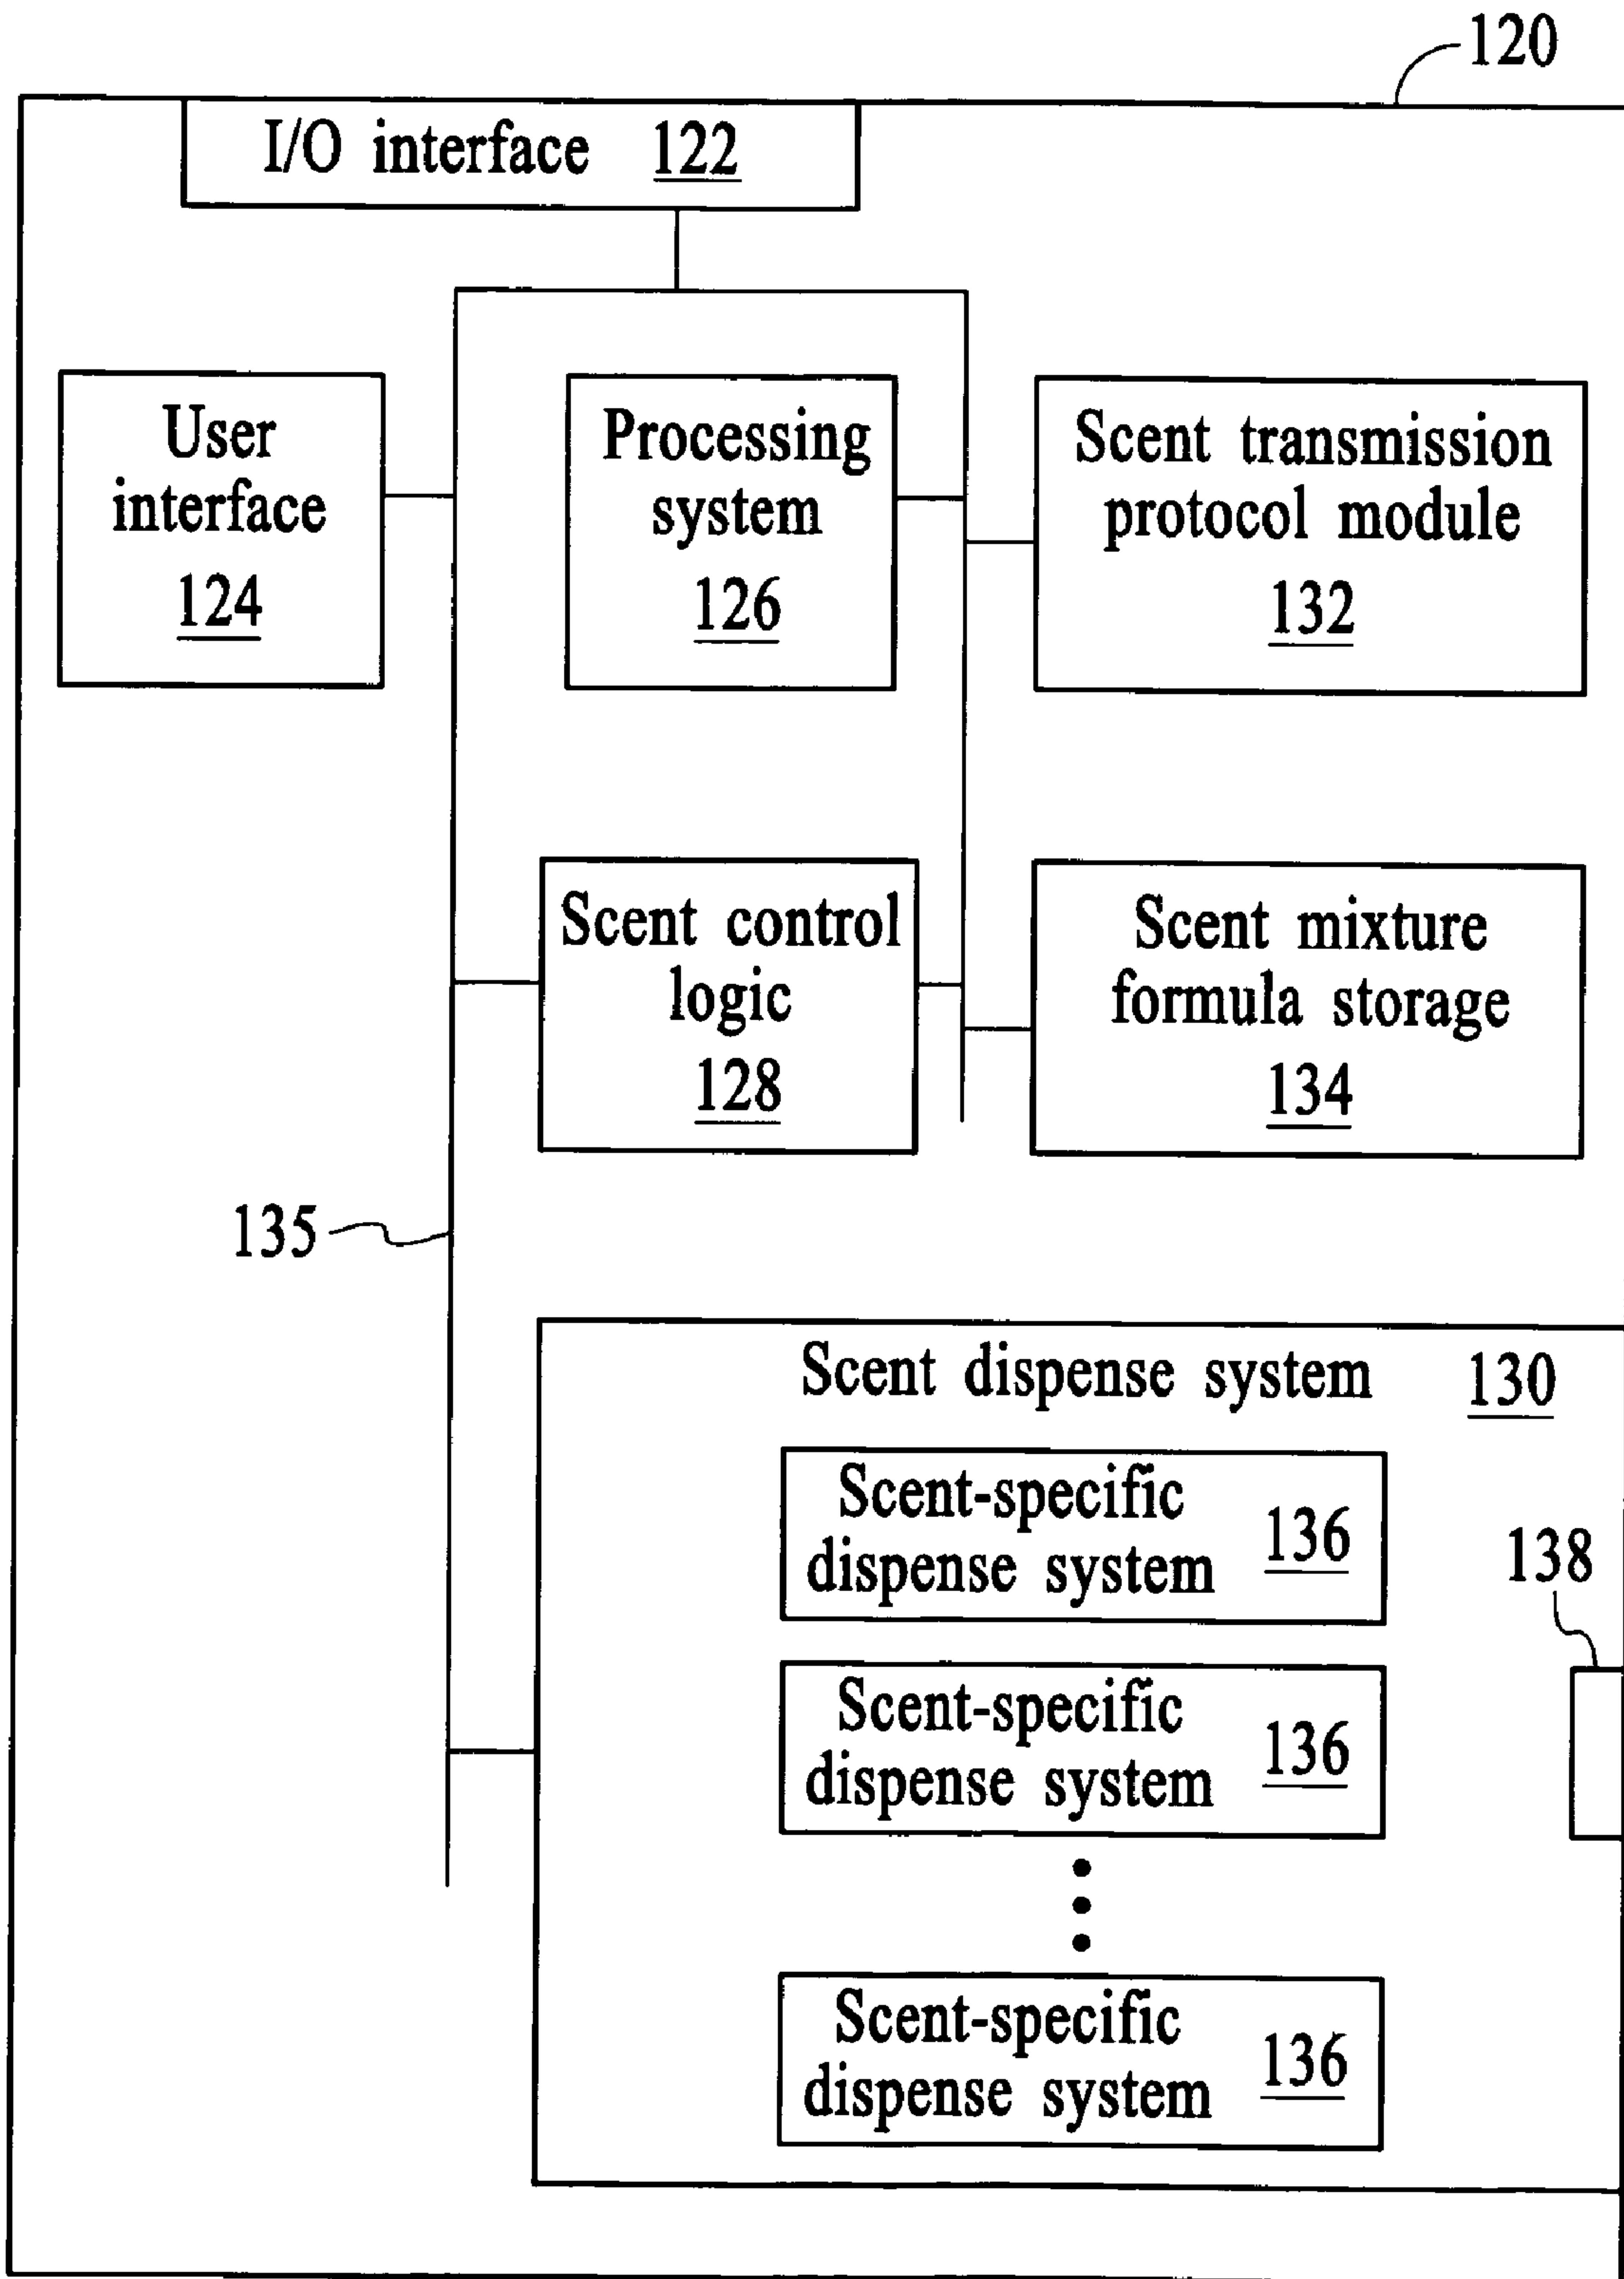 120
I/O interface 122
User
interface
124
Processing
system
126
Scent transmission
protocol module
132
Scent control
logic
128
Scent mixture
formula storage
134
135
Scent dispense system 130
Scent-specific
dispense system 136
138
Scent-specific
dispense system 136
Scent-specific
dispense system 136